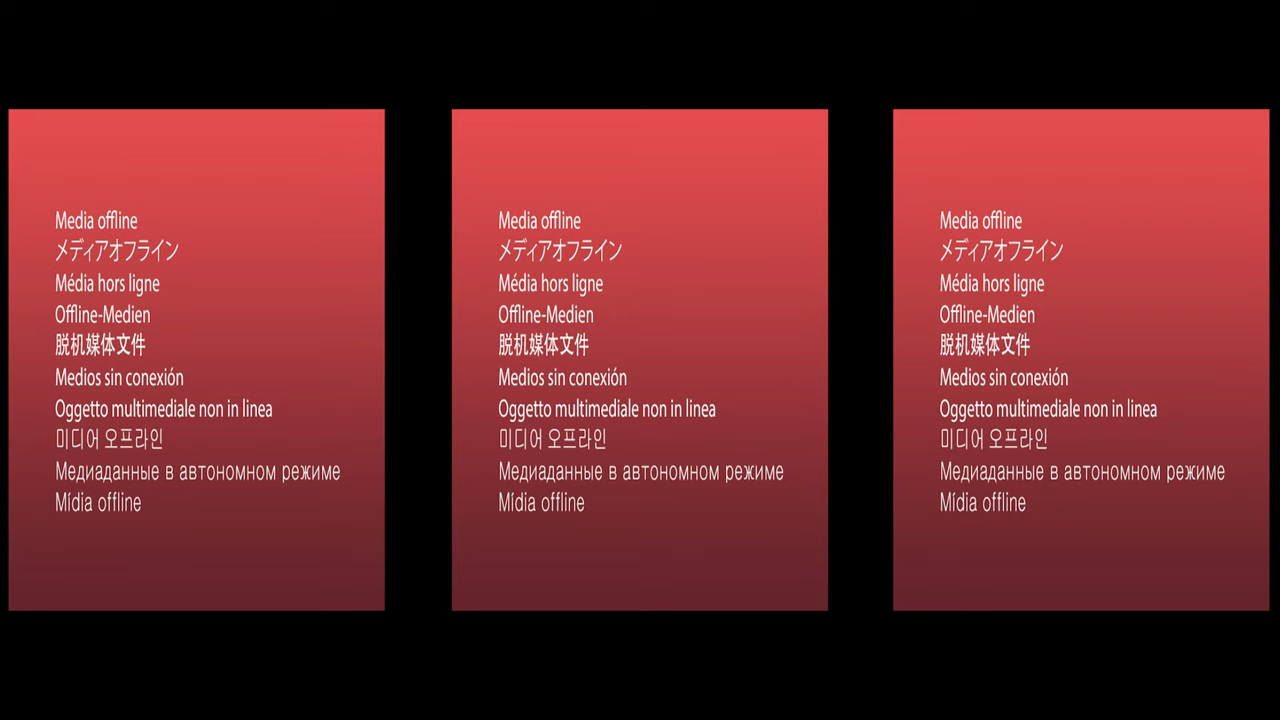 Media offline
メディアオフライン
Média hors ligne
Offline-Medien
脱机媒体文件
Medios sin conexión
Oggetto multimediale non in linea
미디어 오프라인
Медиаданные в автономном режиме
Mídia offline
Media offline
メディアオフライン
Média hors ligne
Offline-Medien
脱机媒体文件
Medios sin conexión
Oggetto multimediale non in linea
미디어 오프라인
Медиаданные в автономном режиме
Mídia offline
Media offline
メディアオフライン
Média hors ligne
Offline-Medien
脱机媒体文件
Medios sin conexión
Oggetto multimediale non in linea
미디어 오프라인
Медиаданные в автономном режиме
Mídia offline